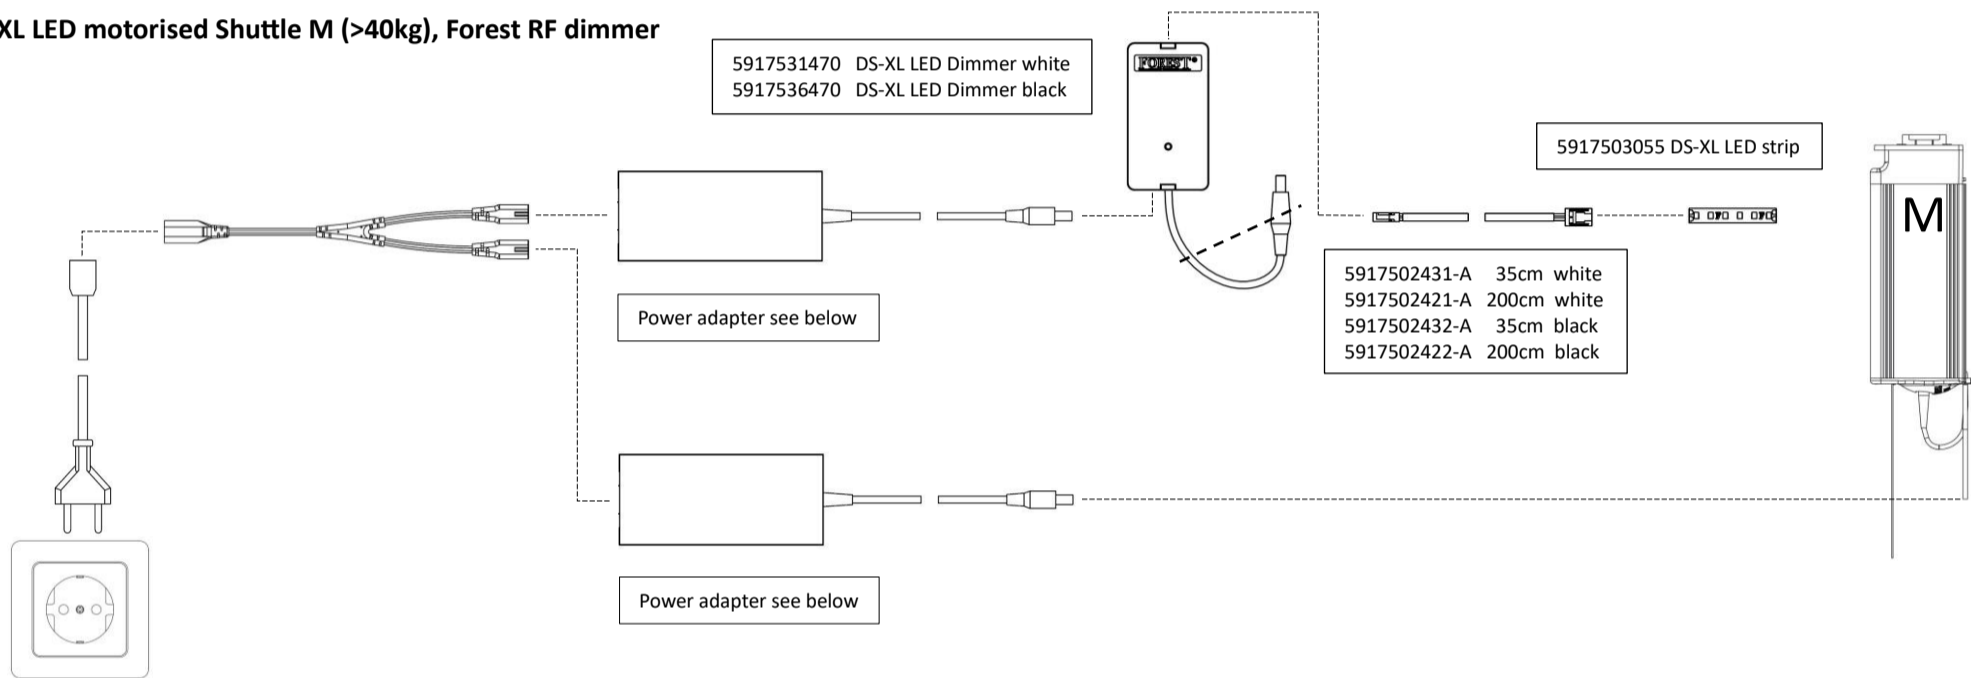 XL LED motorised Shuttle M (>40kg), Forest RF dimmer
5917531470 DS-XL LED Dimmer white
5917536470 DS-XL LED Dimmer black
FOREST®
5917503055 DS-XL LED strip
M
5917502431-A 35cm white
5917502421-A 200cm white
5917502432-A 35cm black
5917502422-A 200cm black
Power adapter see below
Power adapter see below